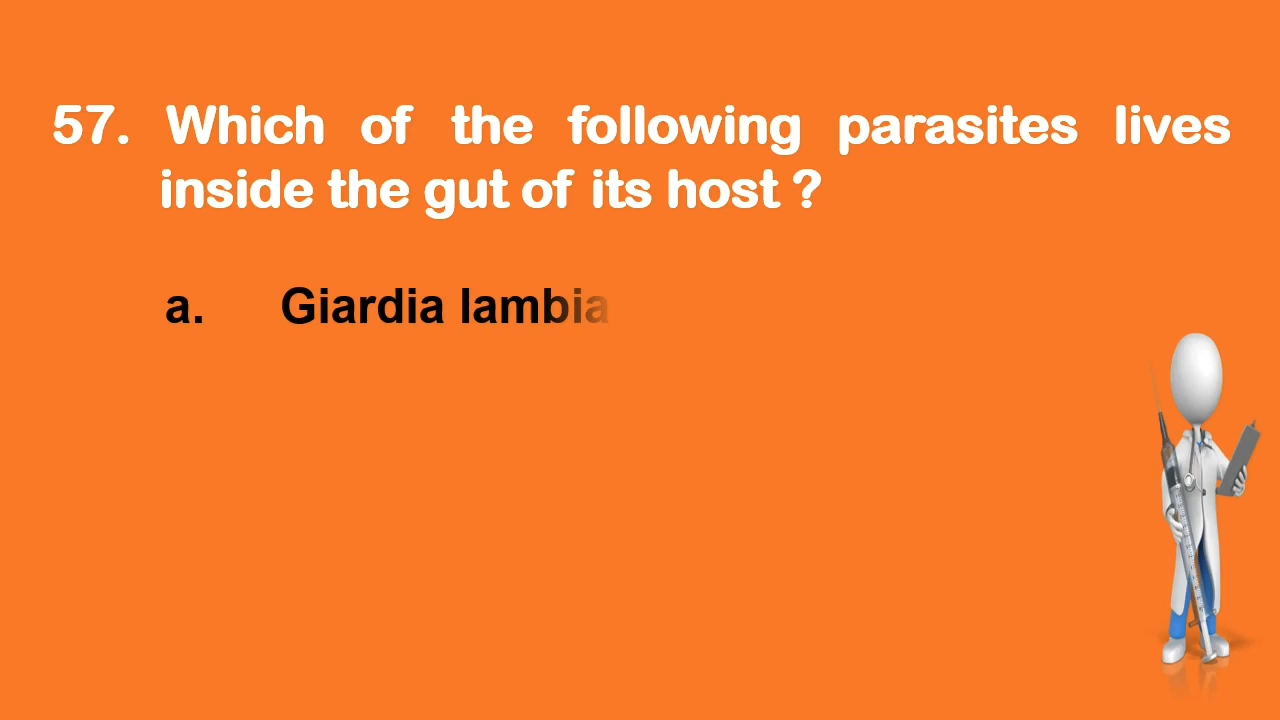 57. Which of the following parasites lives
inside the gut of its host ?
a. Giardia lambia